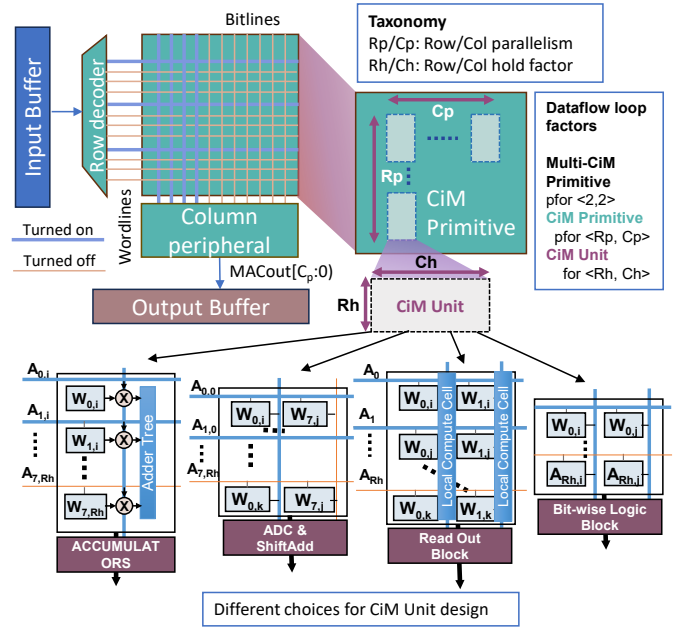 Bitlines
Input Buffer
Row decoder
Wordlines
Turned on
Turned off
Column
peripheral
MACout[Cp:0)
Output Buffer
Taxonomy
Rp/Cp: Row/Col parallelism
Rh/Ch: Row/Col hold factor
Cp
Rp
CiM
Primitive
Dataflow loop
factors
Multi-CiM
Primitive
pfor <2,2>
CiM Primitive
pfor <Rp, Cp>
CiM Unit
for <Rh, Ch>
Ch
Rh
CiM Unit
A0,i
W0,i
X
A1,i
W1,i
X
A7,Rh
W7,Rh
X
Adder Tree
ACCUMULAT
ORS
A0,0
W0,i
W7,j
A1,0
A7,Rh
W0,k
W7,j
ADC &
ShiftAdd
A0
W0,i
W1,i
A1
W0,j
W1,j
ARh
W0,k
W1,k
Local Compute Cell
Local Compute Cell
Read Out
Block
W0,i
W0,j
ARh,i
ARh,j
Bit-wise Logic
Block
Different choices for CiM Unit design